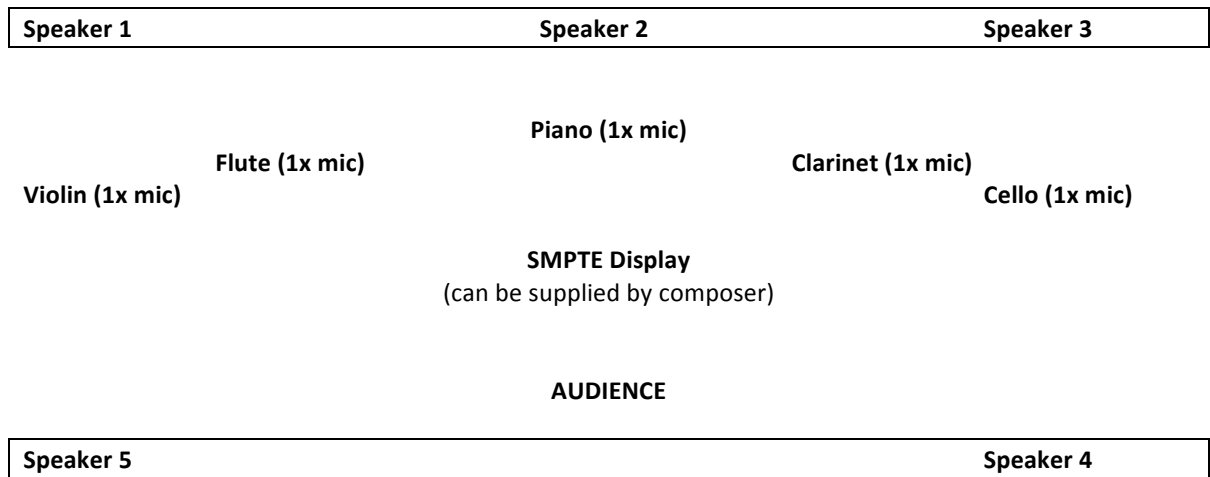 Speaker 1 Speaker 2 Speaker 3
Piano (1x mic)
Flute (1x mic) Clarinet (1x mic)
Violin (1x mic) Cello (1x mic)
SMPTE Display
(can be supplied by composer)
AUDIENCE
Speaker 5 Speaker 4